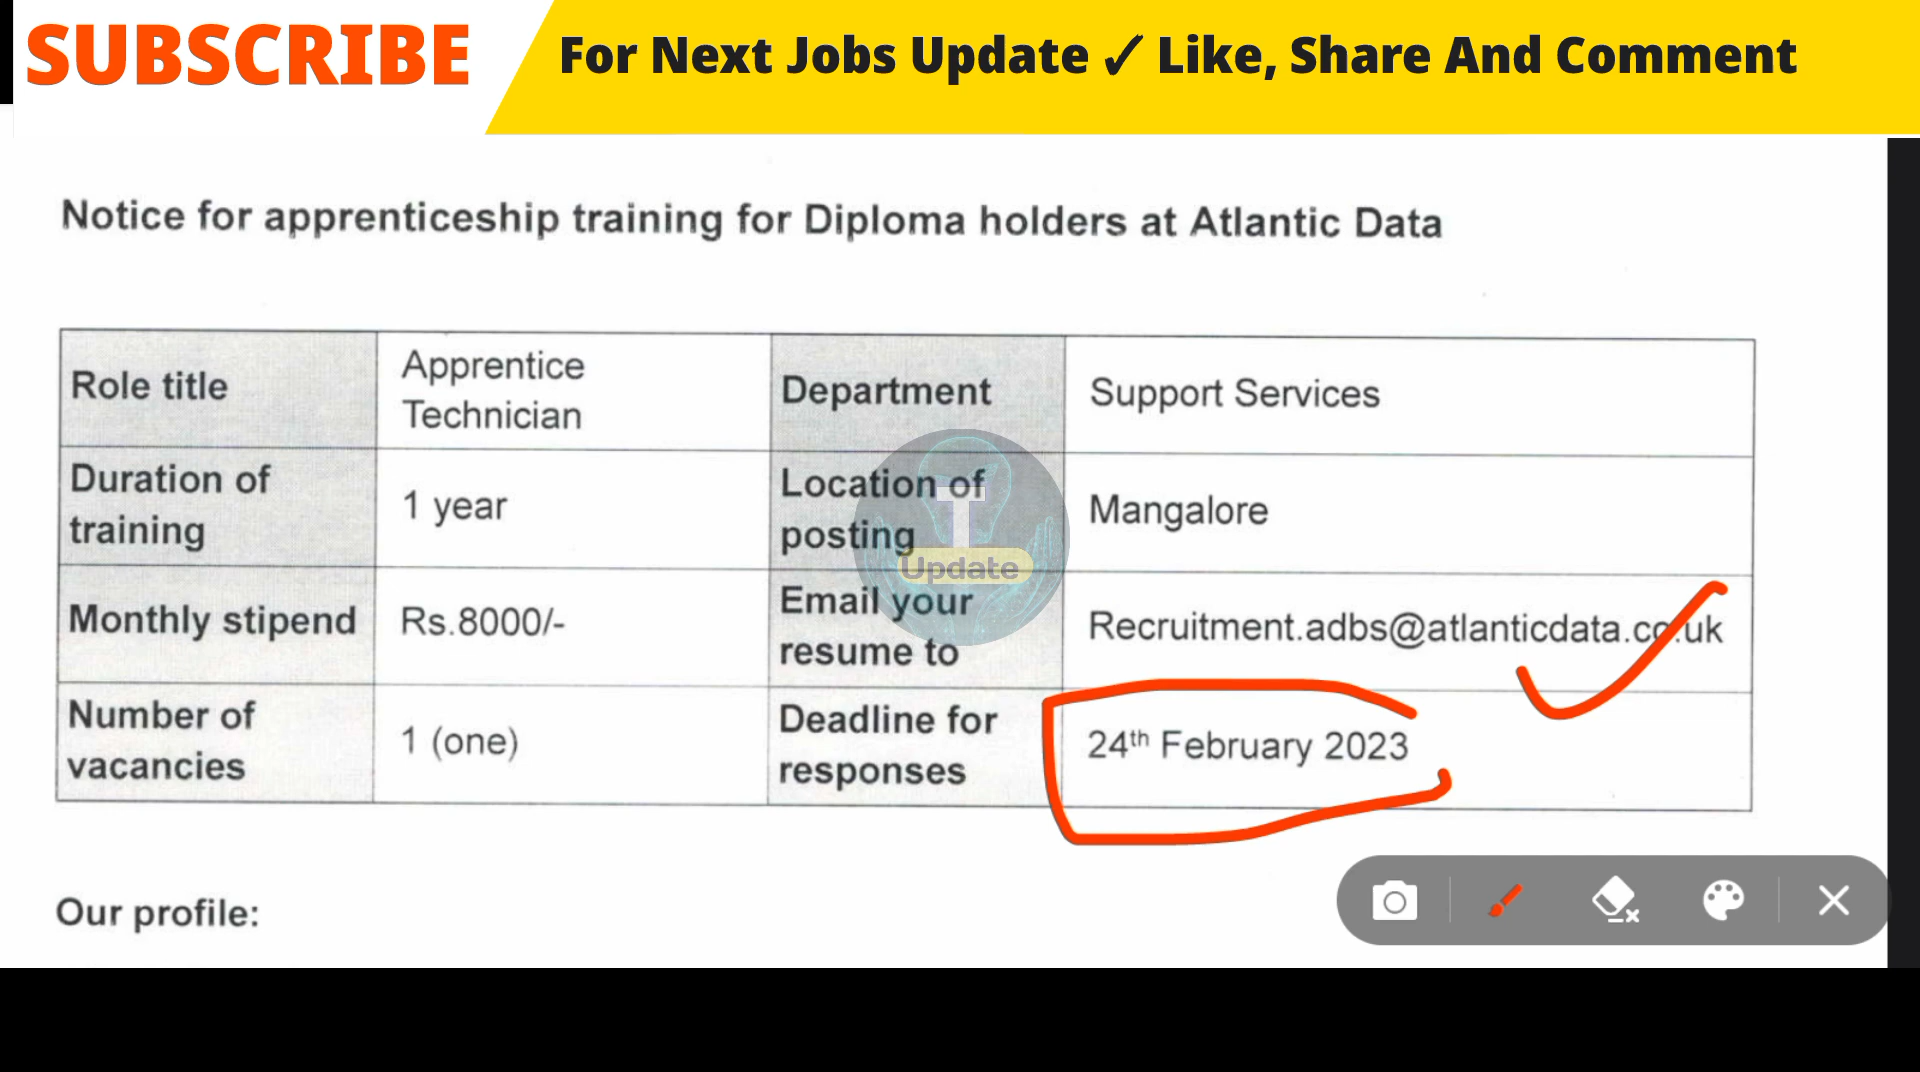 SUBSCRIBE
For Next Jobs Update ✓ Like, Share And Comment
Notice for apprenticeship training for Diploma holders at Atlantic Data
Role title
Apprentice
Technician
Department
Support Services
Duration of
training
1 year
Location of
posting
Mangalore
Monthly stipend
Rs.8000/-
Email your
resume to
Recruitment.adbs@atlanticdata.co.uk
Number of
vacancies
1 (one)
Deadline for
responses
24th February 2023
T
Update
Our profile: